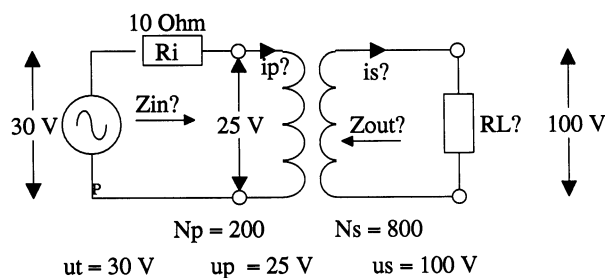 10 Ohm
Ri
ip?
is?
Zin?
30 V
25 V
Zout?
RL?
100 V
P
Np = 200 Ns = 800
ut = 30 V up = 25 V us = 100 V